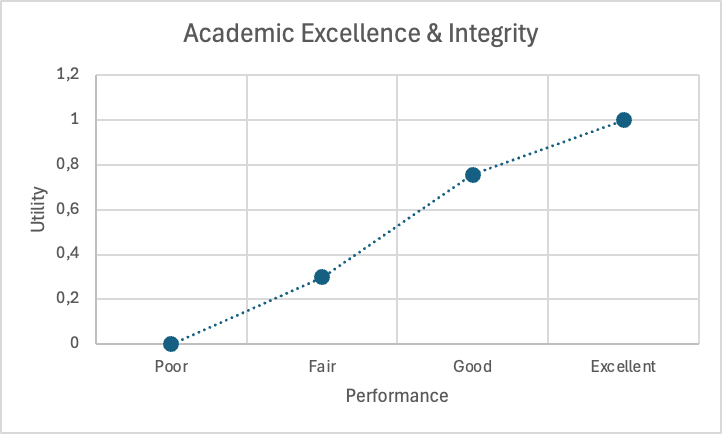 Academic Excellence & Integrity
1,2
1
0,8
0,6
0,4
0,2
0
Utility
Poor Fair Good Excellent
Performance